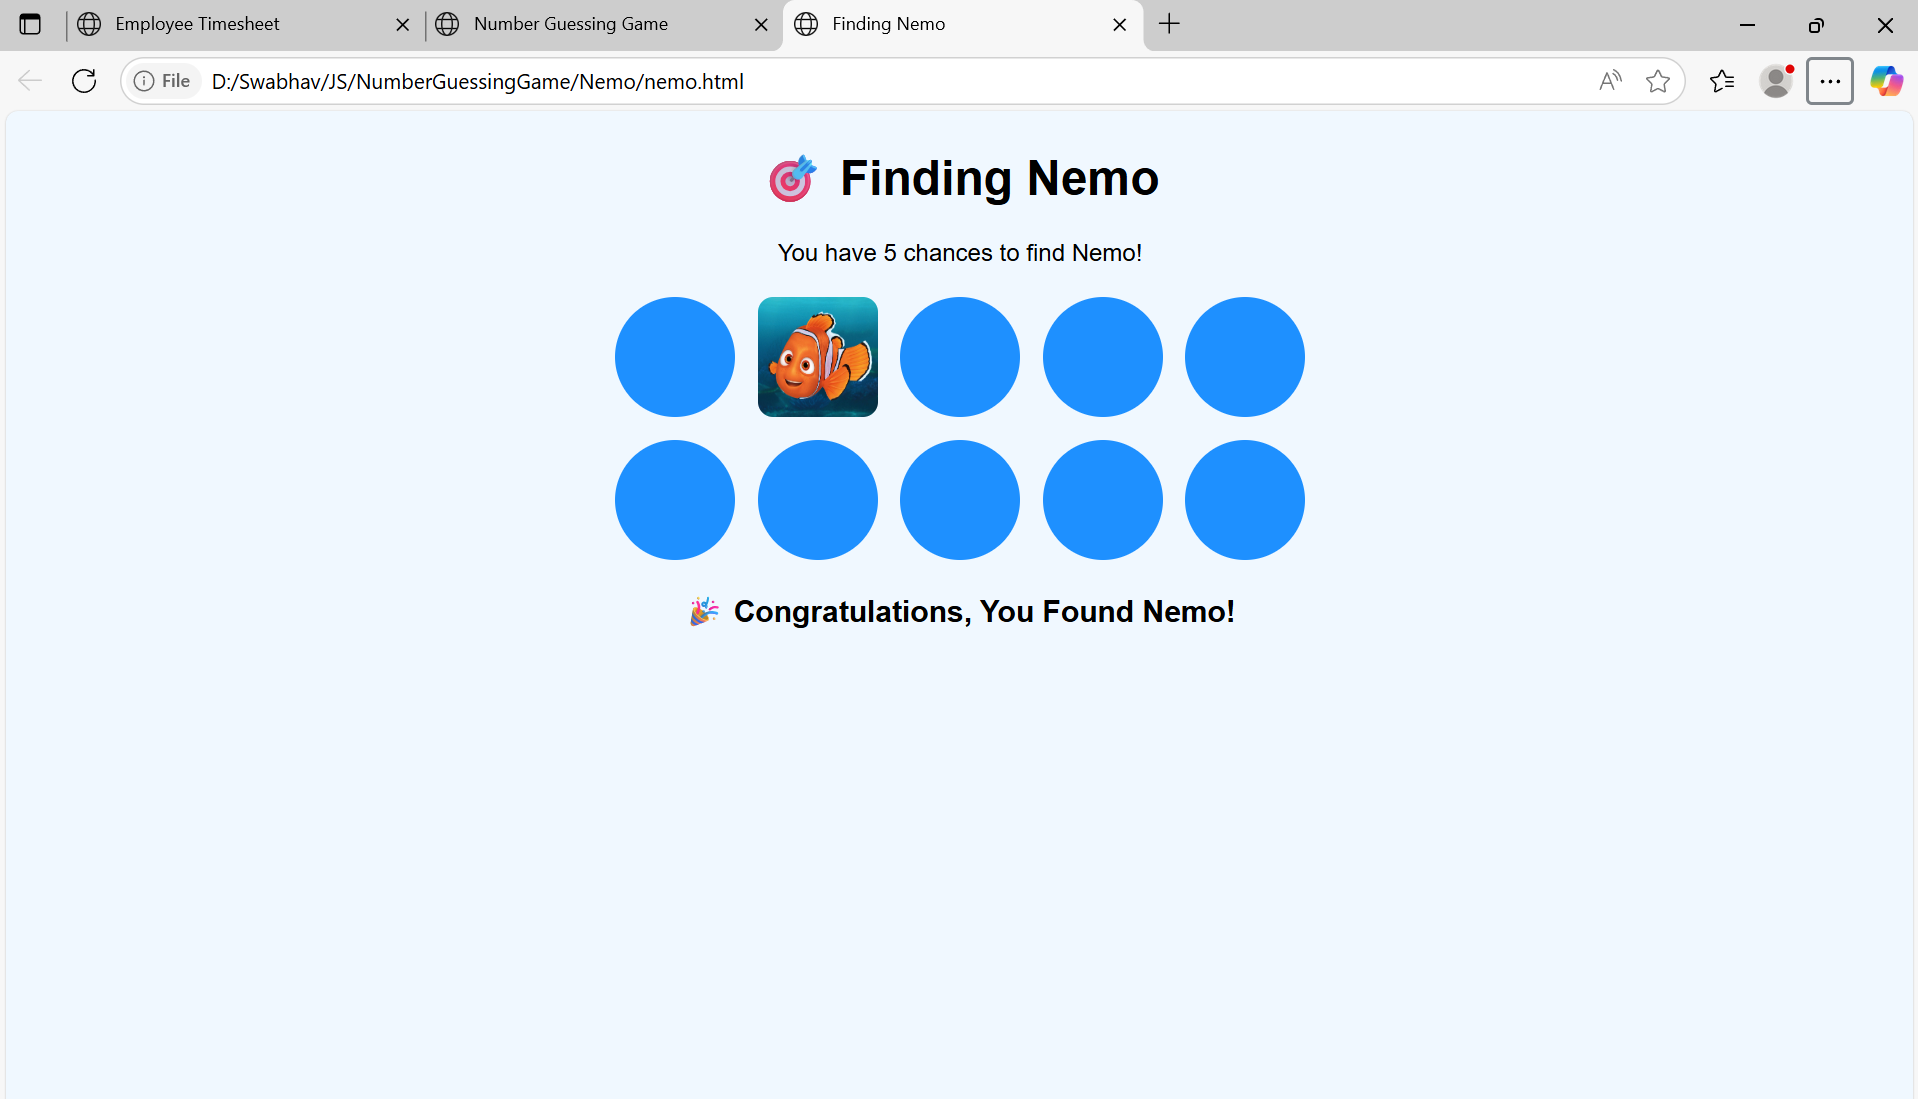 Employee Timesheet
Number Guessing Game
Finding Nemo
File D:/Swabhav/JS/NumberGuessingGame/Nemo/nemo.html
🎯 Finding Nemo
You have 5 chances to find Nemo!
🎉 Congratulations, You Found Nemo!